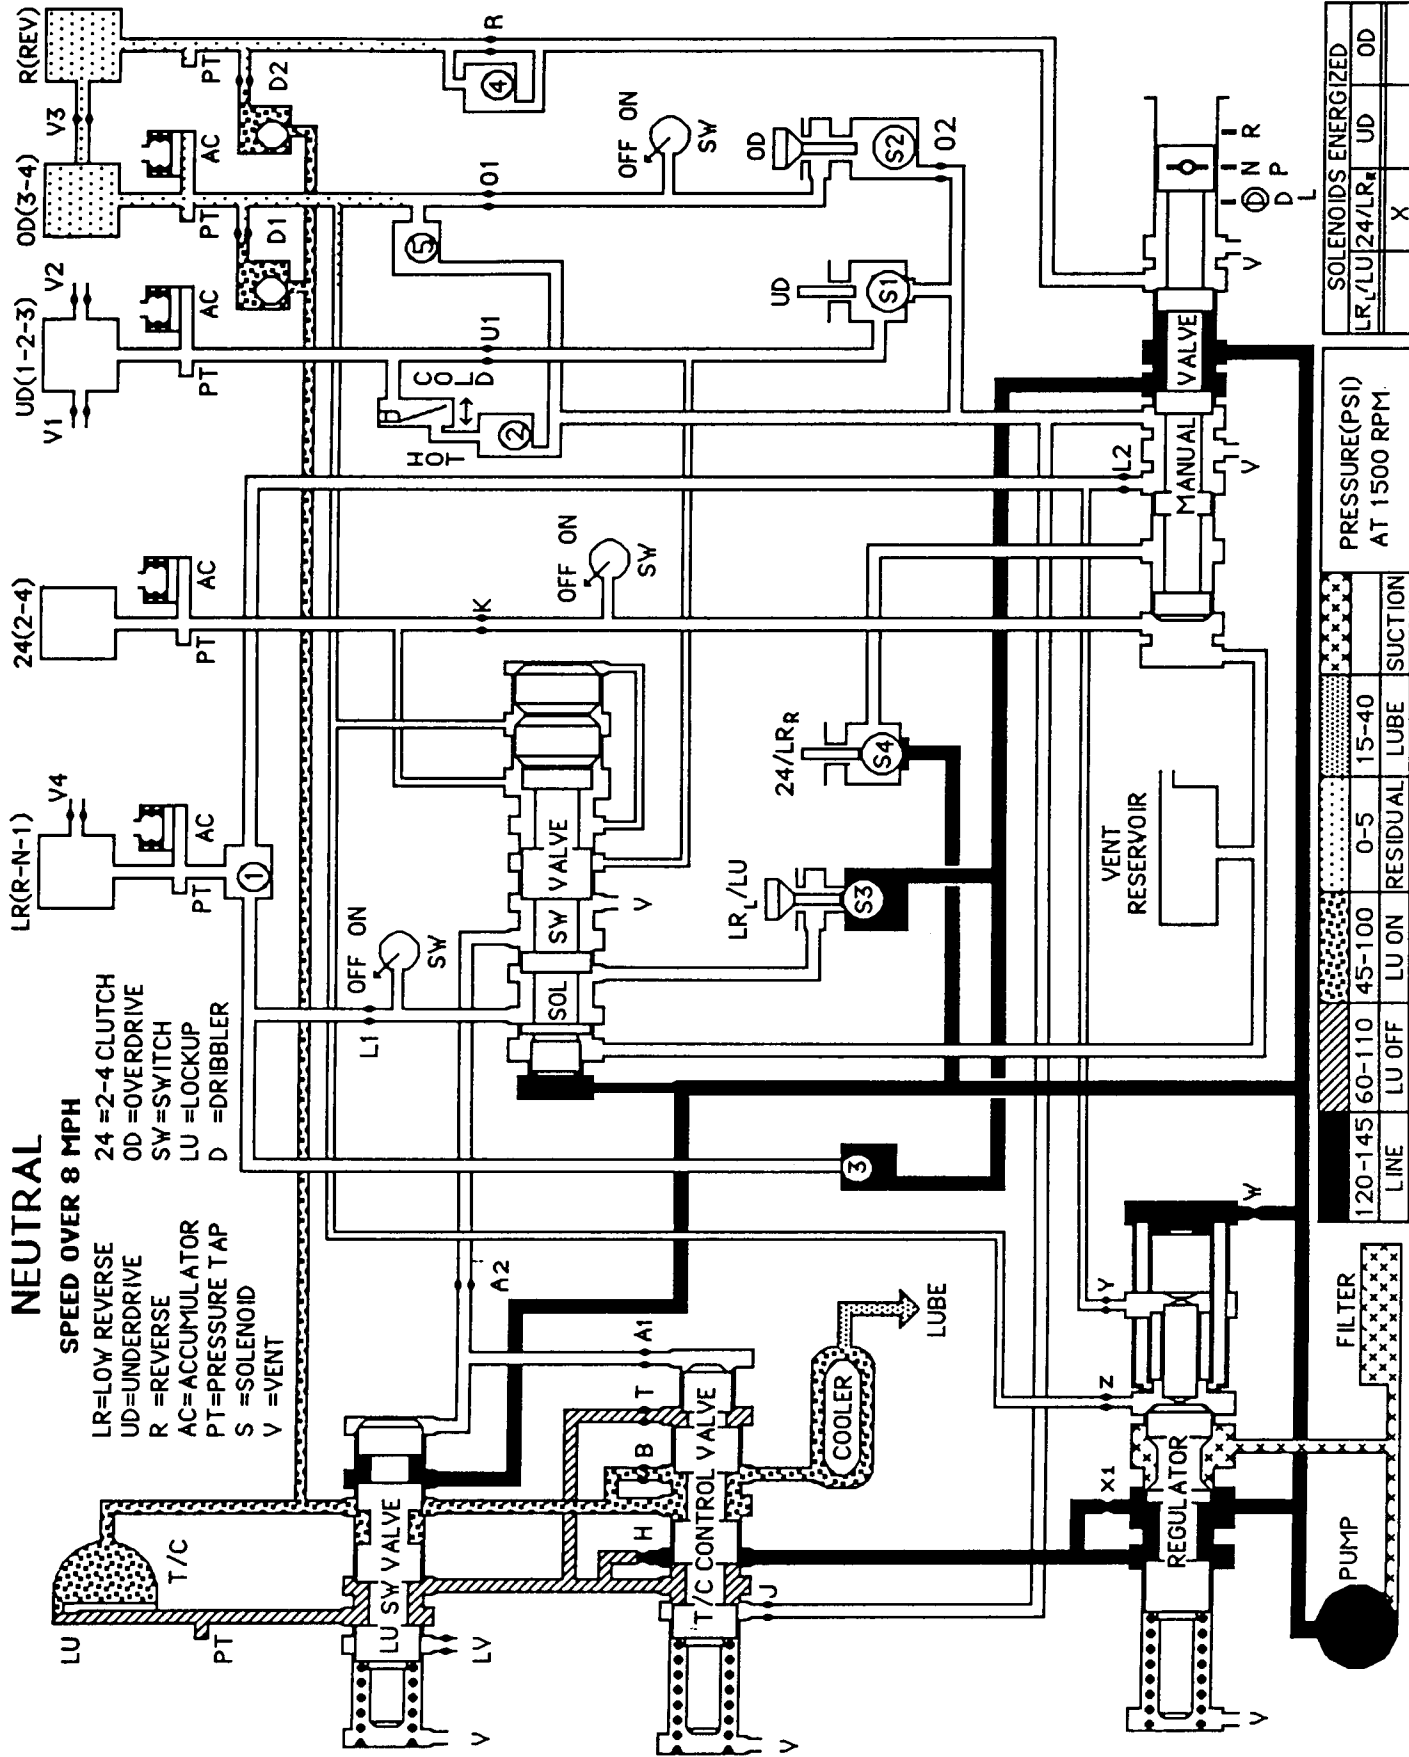 NEUTRAL
SPEED OVER 8 MPH
LR=LOW REVERSE
UD=UNDERDRIVE
R =REVERSE
AC=ACCUMULATOR
PT=PRESSURE TAP
S =SOLENOID
V =VENT
24 =2-4 CLUTCH
OD =OVERDRIVE
SW =SWITCH
LU =LOCKUP
D =DRIBBLER
LR(R-N-1)
24(2-4)
UD(1-2-3)
OD(3-4)
R(REV)
V4
V1
V2
V3
LU
T/C
PT
PT
AC
PT
AC
PT
AC
PT
AC
PT
D1
D2
1
L1
OFF ON
SW
K
OFF ON
SW
HOT
COLD
2
U1
5
O1
OFF ON
SW
4
R
LU SW VALVE
LV
V
A2
SOL SW VALVE
V
A1
T
B
H
T/C CONTROL VALVE
J
V
COOLER
LUBE
3
LRL/LU
S3
24/LRR
S4
UD
S1
OD
S2
O2
L2
VENT
RESERVOIR
MANUAL VALVE
V
V
R
N P
D D L
X1
Z
Y
W
REGULATOR
V
PUMP
FILTER
120-145 60-110 45-100 0-5 15-40
LINE LU OFF LU ON RESIDUAL LUBE SUCTION
PRESSURE(PSI)
AT 1500 RPM
SOLENOIDS ENERGIZED
LRL/LU 24/LRR UD OD
X